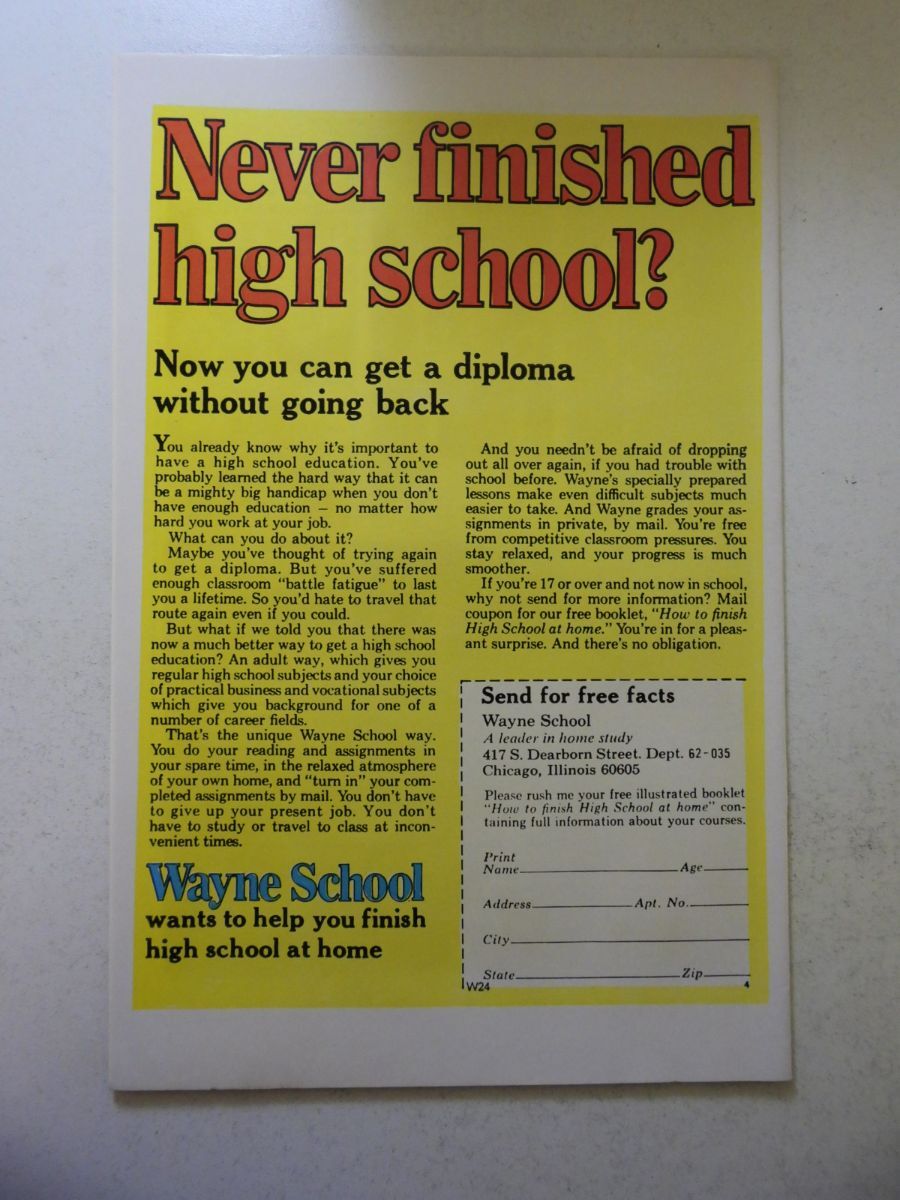 Never finished
high school?
Now you can get a diploma
without going back
You already know why it's important to
have a high school education. You've
probably learned the hard way that it can
be a mighty big handicap when you don't
have enough education — no matter how
hard you work at your job.
What can you do about it?
Maybe you've thought of trying again
to get a diploma. But you've suffered
enough classroom "battle fatigue" to last
you a lifetime. So you'd hate to travel that
route again even if you could.
But what if we told you that there was
now a much better way to get a high school
education? An adult way, which gives you
regular high school subjects and your choice
of practical business and vocational subjects
which give you background for one of a
number of career fields.
That's the unique Wayne School way.
You do your reading and assignments in
your spare time, in the relaxed atmosphere
of your own home, and "turn in" your com-
pleted assignments by mail. You don't have
to give up your present job. You don't
have to study or travel to class at incon-
venient times.
Wayne School
wants to help you finish
high school at home
And you needn't be afraid of dropping
out all over again, if you had trouble with
school before. Wayne's specially prepared
lessons make even difficult subjects much
easier to take. And Wayne grades your as-
signments in private, by mail. You're free
from competitive classroom pressures. You
stay relaxed, and your progress is much
smoother.
If you're 17 or over and not now in school,
why not send for more information? Mail
coupon for our free booklet, "How to finish
High School at home." You're in for a pleas-
ant surprise. And there's no obligation.
Send for free facts
Wayne School
A leader in home study
417 S. Dearborn Street. Dept. 62-035
Chicago, Illinois 60605
Please rush me your free illustrated booklet
"How to finish High School at home" con-
taining full information about your courses.
Print
Name Age
Address Apt. No.
City
State Zip
W24 4